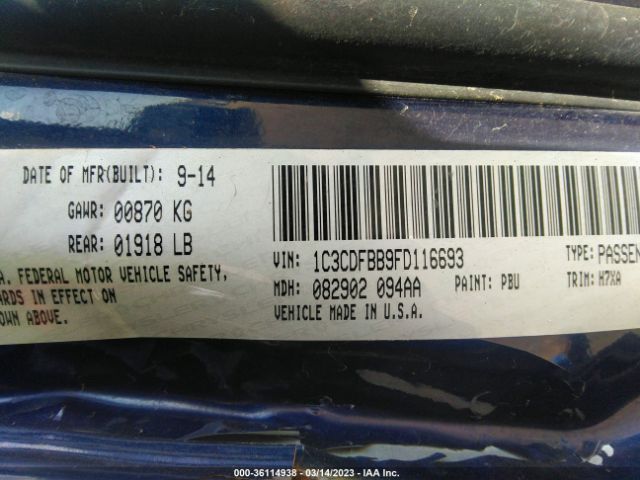 DATE OF MFR(BUILT): 9-14
GAWR: 00870 KG
REAR: 01918 LB
A. FEDERAL MOTOR VEHICLE SAFETY,
ARDS IN EFFECT ON
OWN ABOVE.
VIN: 1C3CDFBB9FD116693 TYPE: PASSEN
MDH: 082902 094AA PAINT: PBU TRIM: H7XA
VEHICLE MADE IN U.S.A.
000-36114938 - 03/14/2023 - IAA Inc.